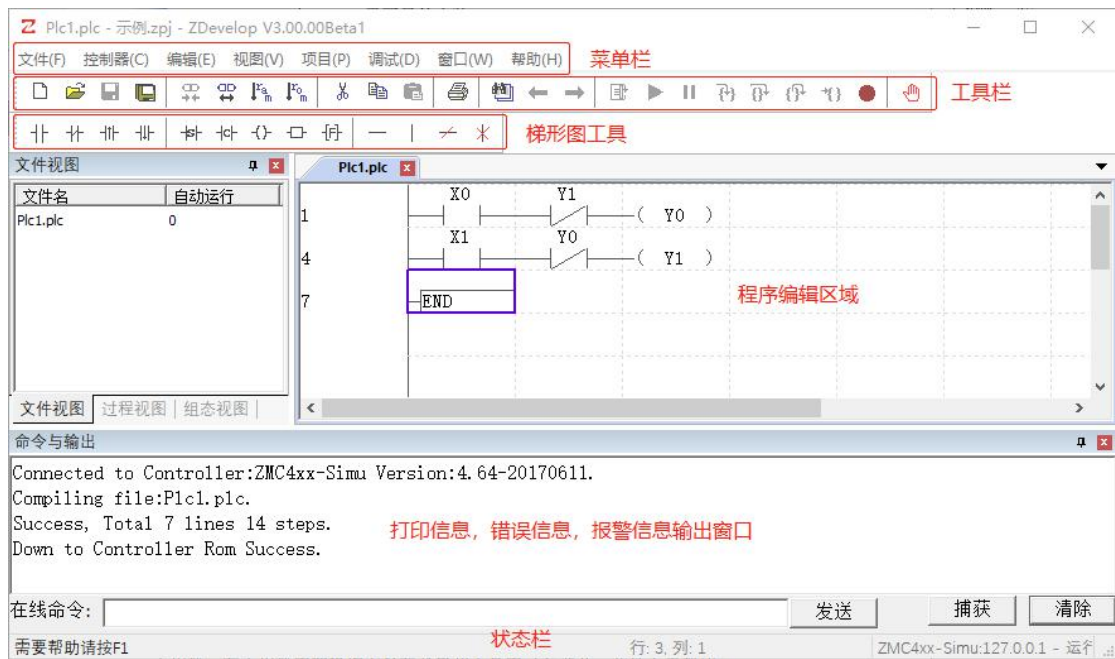 Plc1.plc - 示例.zpj - ZDevelop V3.00.00Beta1
文件(F) 控制器(C) 编辑(E) 视图(V) 项目(P) 调试(D) 窗口(W) 帮助(H) 菜单栏
工具栏
梯形图工具
文件视图
Plc1.plc
文件名 自动运行
Plc1.plc 0
X0 Y1
1 ( Y0 )
X1 Y0
4 ( Y1 )
7 END
程序编辑区域
文件视图 过程视图 组态视图
命令与输出
Connected to Controller:ZMC4xx-Simu Version:4.64-20170611.
Compiling file:Plc1.plc.
Success, Total 7 lines 14 steps.
Down to Controller Rom Success.
打印信息，错误信息，报警信息输出窗口
在线命令: 发送 捕获 清除
需要帮助请按F1 状态栏 行: 3, 列: 1 ZMC4xx-Simu:127.0.0.1 - 运行